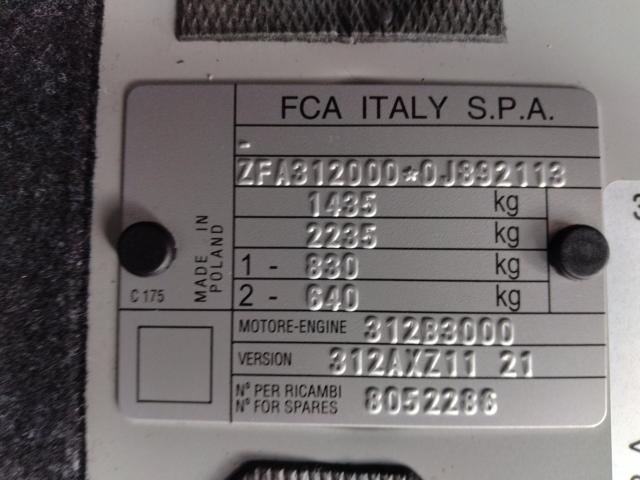 FCA ITALY S.P.A.
-
ZFA312000*0J892113
1435 kg
2235 kg
1 - 830 kg
2 - 640 kg
MADE IN
POLAND
C 175
MOTORE-ENGINE 312B3000
VERSION 312AXZ11 21
N° PER RICAMBI
N° FOR SPARES 8052286